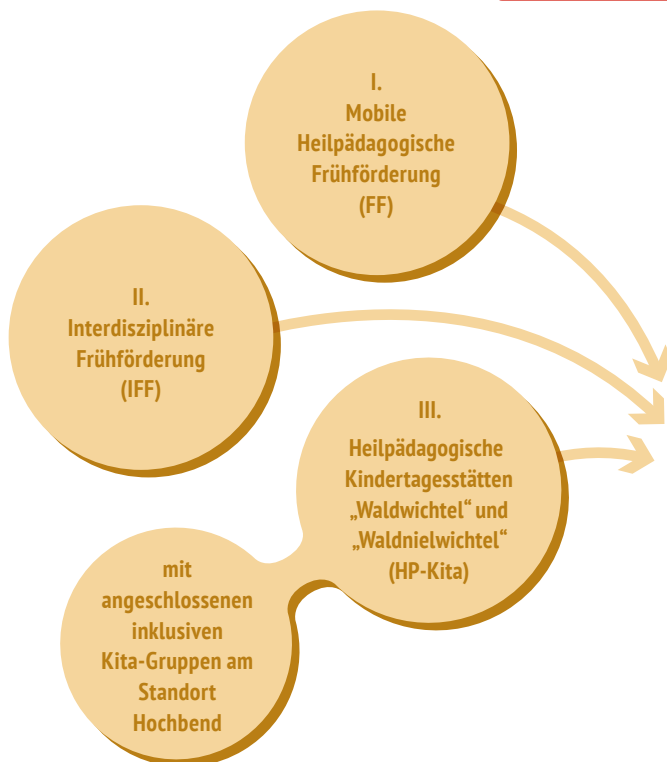 I.
Mobile
Heilpädagogische
Frühförderung
(FF)
II.
Interdisziplinäre
Frühförderung
(IFF)
III.
Heilpädagogische
Kindertagesstätten
„Waldwichtel“ und
„Waldnielwichtel“
(HP-Kita)
mit
angeschlossenen
inklusiven
Kita-Gruppen am
Standort
Hochbend